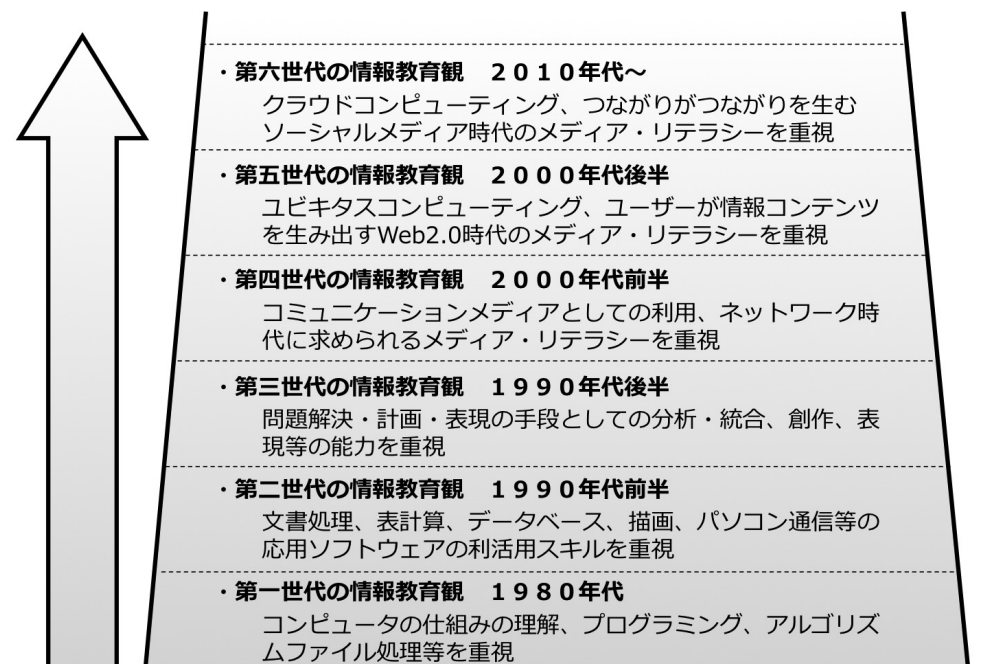 ・第六世代の情報教育観　２０１０年代～
クラウドコンピューティング、つながりがつながりを生む
ソーシャルメディア時代のメディア・リテラシーを重視
・第五世代の情報教育観　２０００年代後半
ユビキタスコンピューティング、ユーザーが情報コンテンツ
を生み出すWeb2.0時代のメディア・リテラシーを重視
・第四世代の情報教育観　２０００年代前半
コミュニケーションメディアとしての利用、ネットワーク時
代に求められるメディア・リテラシーを重視
・第三世代の情報教育観　１９９０年代後半
問題解決・計画・表現の手段としての分析・統合、創作、表
現等の能力を重視
・第二世代の情報教育観　１９９０年代前半
文書処理、表計算、データベース、描画、パソコン通信等の
応用ソフトウェアの利活用スキルを重視
・第一世代の情報教育観　１９８０年代
コンピュータの仕組みの理解、プログラミング、アルゴリズ
ムファイル処理等を重視